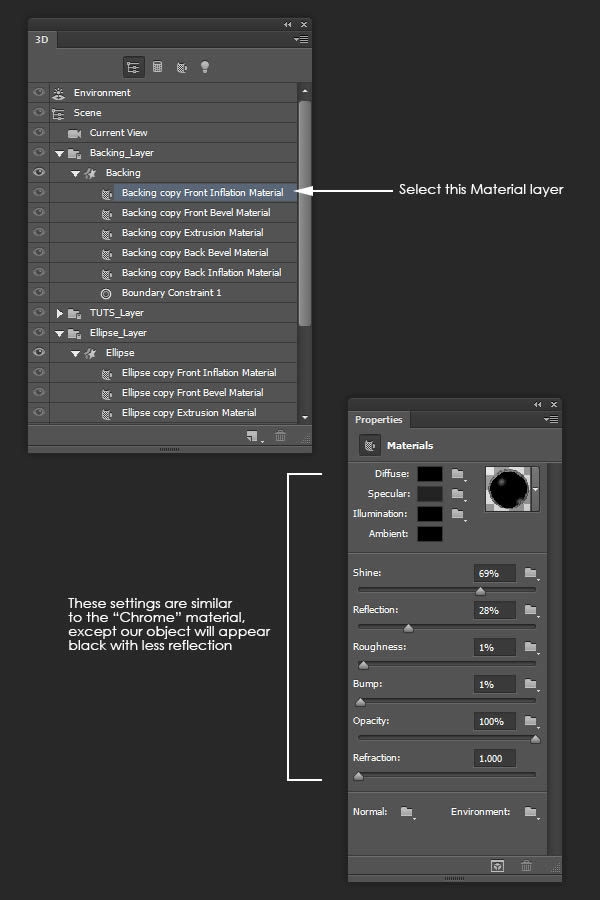 3D
Environment
Scene
Current View
Backing_Layer
Backing
Backing copy Front Inflation Material
Select this Material layer
Backing copy Front Bevel Material
Backing copy Extrusion Material
Backing copy Back Bevel Material
Backing copy Back Inflation Material
Boundary Constraint 1
TUTS_Layer
Ellipse_Layer
Ellipse
Ellipse copy Front Inflation Material
Ellipse copy Front Bevel Material
Ellipse copy Extrusion Material
Properties
Materials
Diffuse:
Specular:
Illumination:
Ambient:
Shine: 69%
Reflection: 28%
Roughness: 1%
Bump: 1%
Opacity: 100%
Refraction: 1.000
Normal: Environment:
These settings are similar
to the “Chrome” material,
except our object will appear
black with less reflection